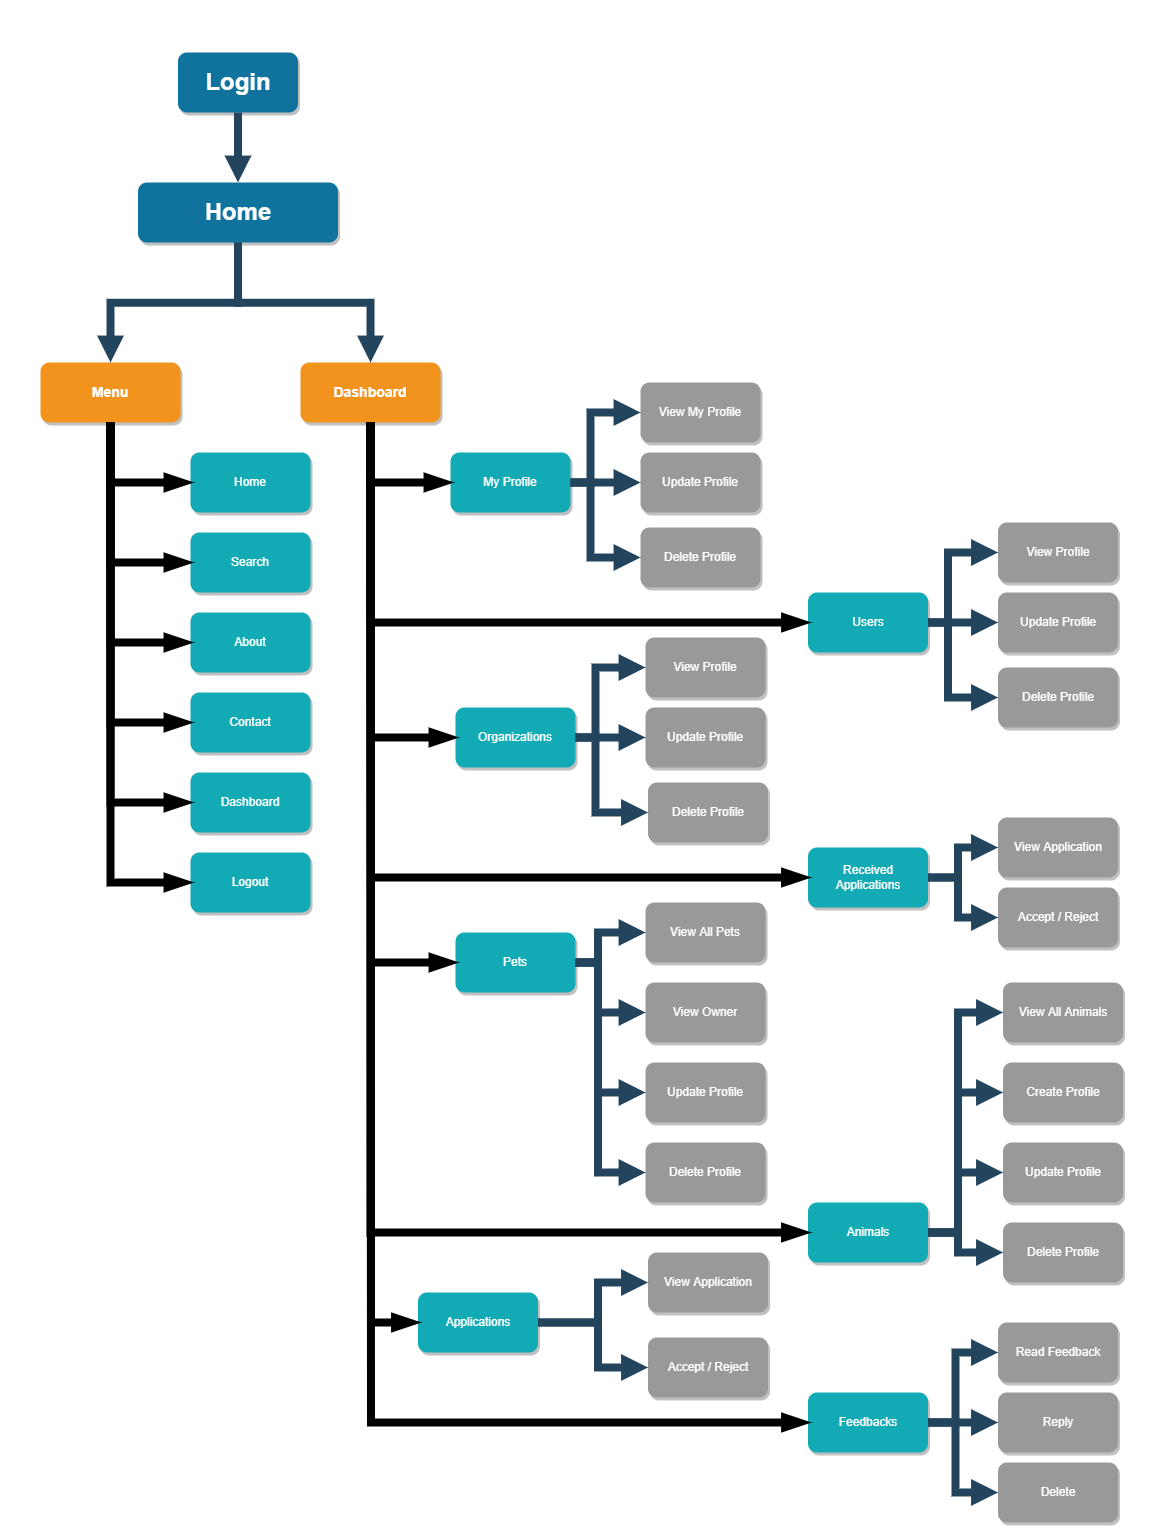 Login
Home
Menu
Dashboard
Home
Search
About
Contact
Dashboard
Logout
My Profile
View My Profile
Update Profile
Delete Profile
Users
View Profile
Update Profile
Delete Profile
Organizations
View Profile
Update Profile
Delete Profile
Received
Applications
View Application
Accept / Reject
Pets
View All Pets
View Owner
Update Profile
Delete Profile
Animals
View All Animals
Create Profile
Update Profile
Delete Profile
Applications
View Application
Accept / Reject
Feedbacks
Read Feedback
Reply
Delete